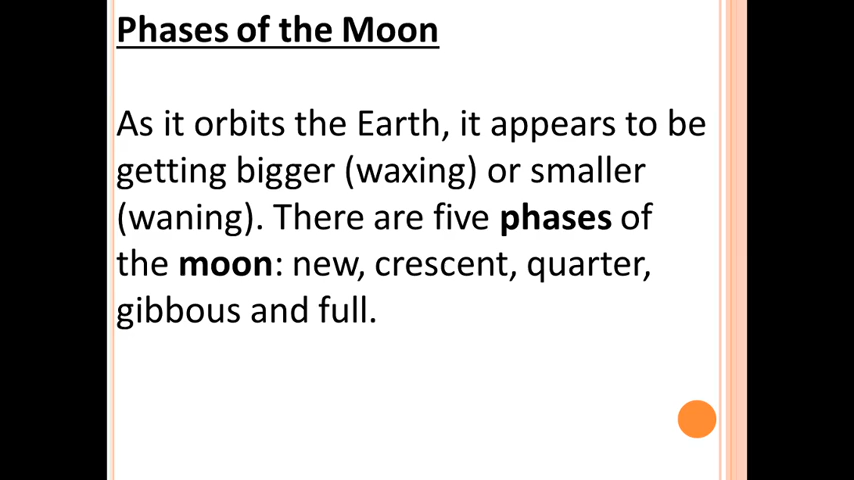 Phases of the Moon
As it orbits the Earth, it appears to be
getting bigger (waxing) or smaller
(waning). There are five phases of
the moon: new, crescent, quarter,
gibbous and full.